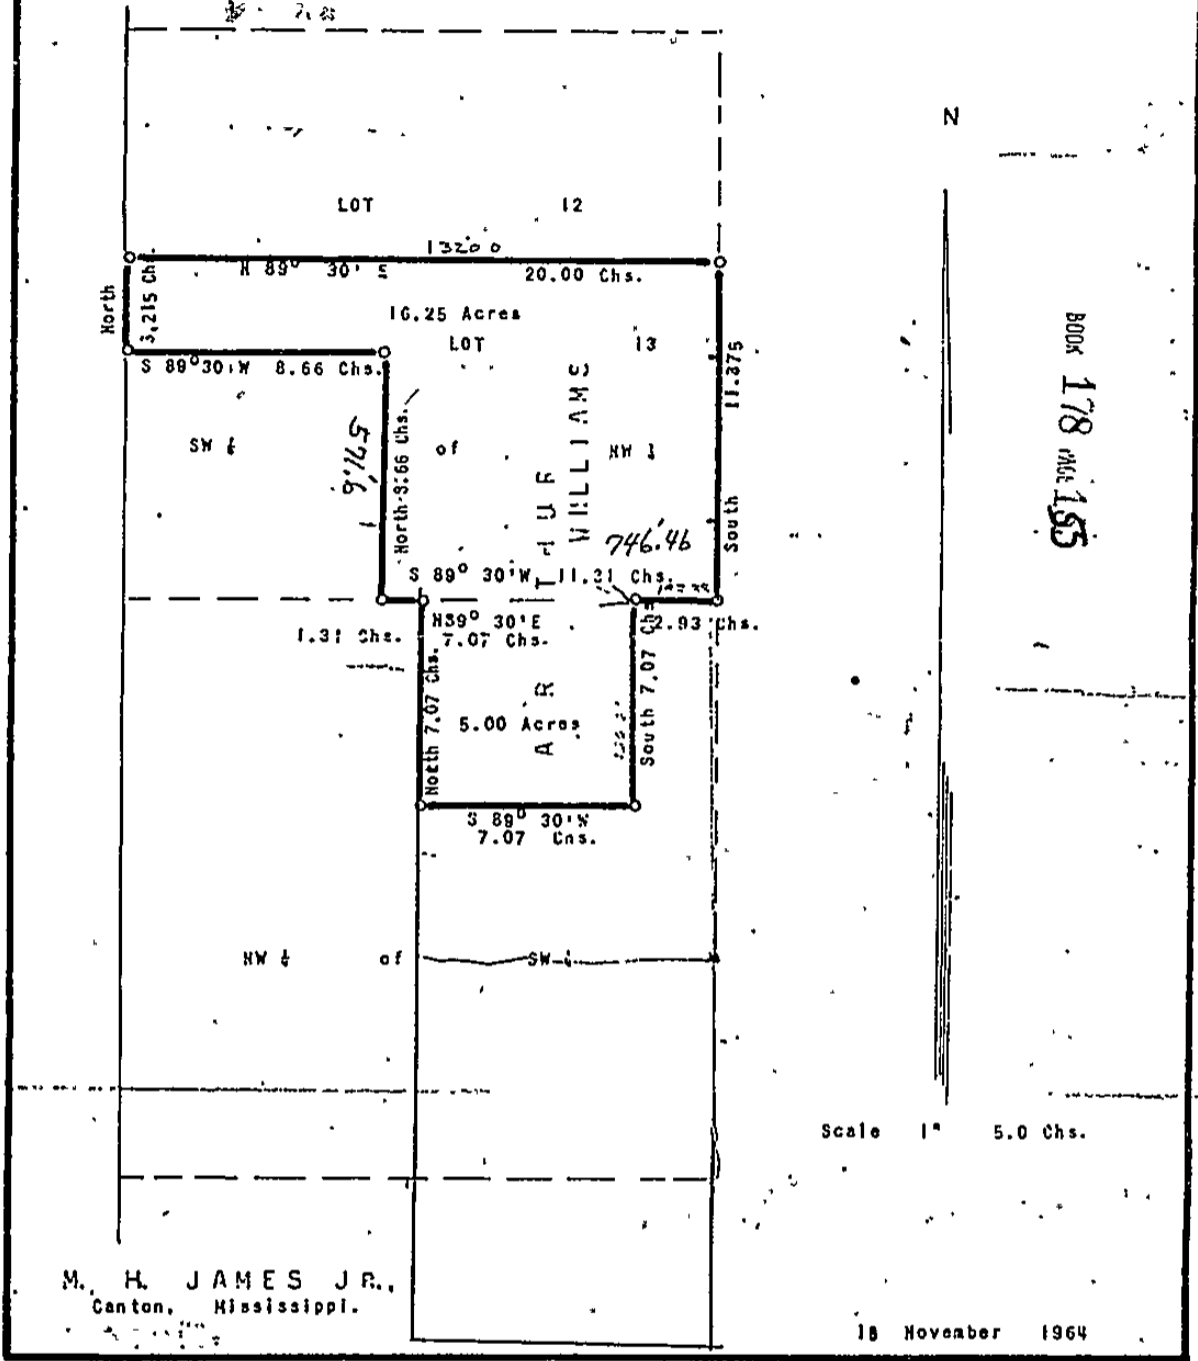 N
LOT 12
1320.0
N 89° 30' E 20.00 Chs.
North
3.215 Ch.
16.25 Acres
LOT 13
S 89° 30' W 8.66 Chs.
11.375
South
SW ¼ of NW ¼
571.6
North 8.66 Chs.
ARTHUR
WILLIAMS
746.46
S 89° 30' W, 11.31 Chs.
1.31 Chs.
N89° 30'E
7.07 Chs.
2.93 Chs.
North 7.07 Chs.
South 7.07 Chs
5.00 Acres
S 89° 30' W
7.07 Chs.
NW ¼ of SW ¼
BOOK 178 PAGE 155
Scale 1" 5.0 Chs.
M. H. JAMES JR.,
Canton, Mississippi.
18 November 1964